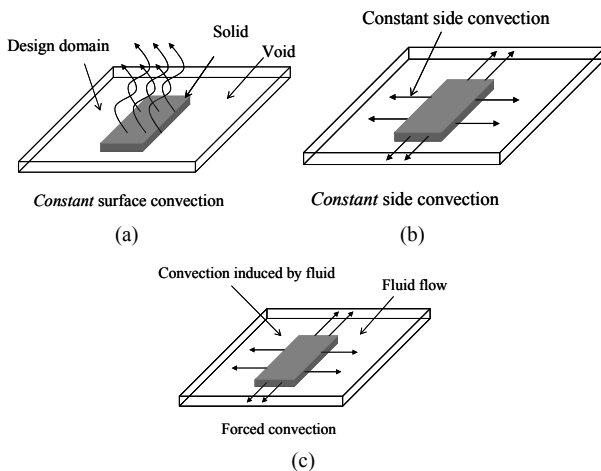 Design domain
Solid
Void
Constant surface convection
(a)
Constant side
convection
Constant side convection
(b)
Convection induced by fluid
Fluid flow
Forced convection
(c)